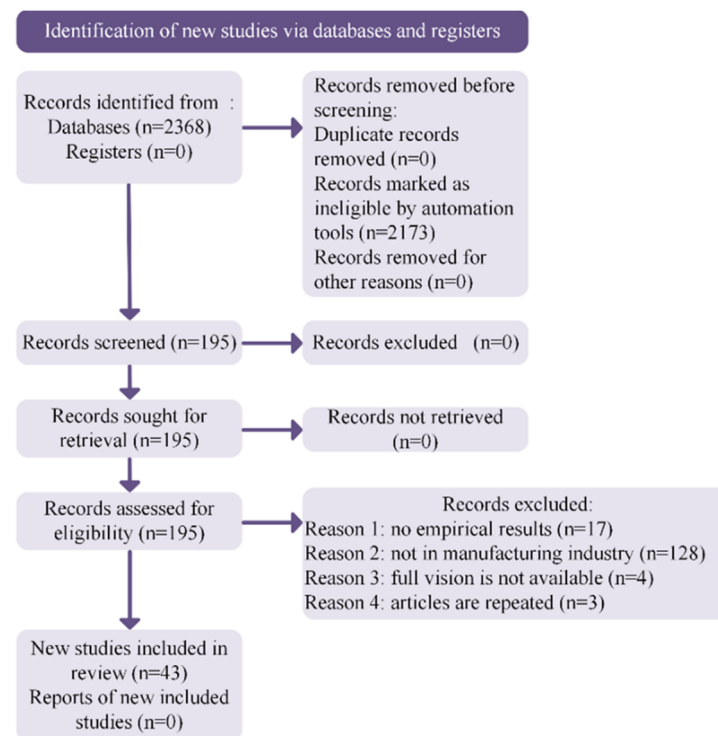 Identification of new studies via databases and registers
Records identified from :
Databases (n=2368)
Registers (n=0)
Records removed before
screening:
Duplicate records
removed (n=0)
Records marked as
ineligible by automation
tools (n=2173)
Records removed for
other reasons (n=0)
Records screened (n=195)
Records excluded (n=0)
Records sought for
retrieval (n=195)
Records not retrieved
(n=0)
Records assessed for
eligibility (n=195)
Records excluded:
Reason 1: no empirical results (n=17)
Reason 2: not in manufacturing industry (n=128)
Reason 3: full vision is not available (n=4)
Reason 4: articles are repeated (n=3)
New studies included in
review (n=43)
Reports of new included
studies (n=0)